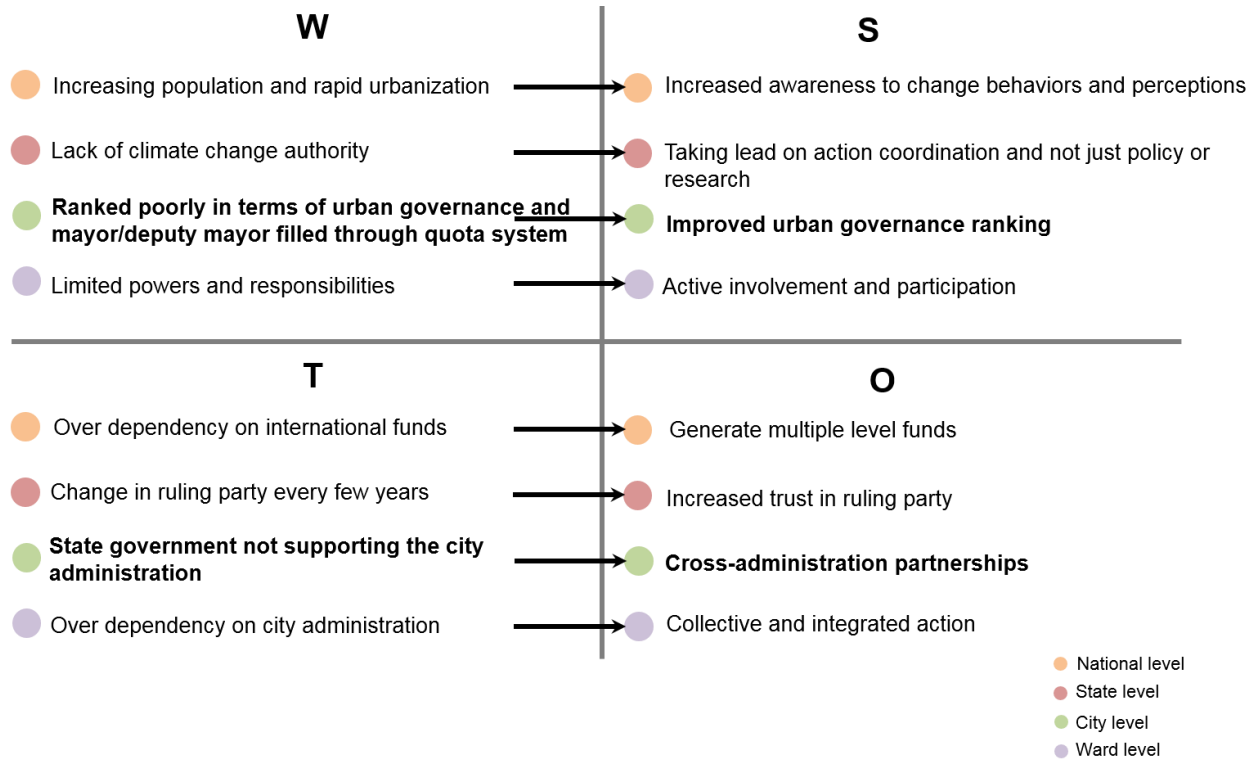 W
Increasing population and rapid urbanization
Lack of climate change authority
Ranked poorly in terms of urban governance and
mayor/deputy mayor filled through quota system
Limited powers and responsibilities
S
Increased awareness to change behaviors and perceptions
Taking lead on action coordination and not just policy or
research
Improved urban governance ranking
Active involvement and participation
T
Over dependency on international funds
Change in ruling party every few years
State government not supporting the city
administration
Over dependency on city administration
O
Generate multiple level funds
Increased trust in ruling party
Cross-administration partnerships
Collective and integrated action
National level
State level
City level
Ward level